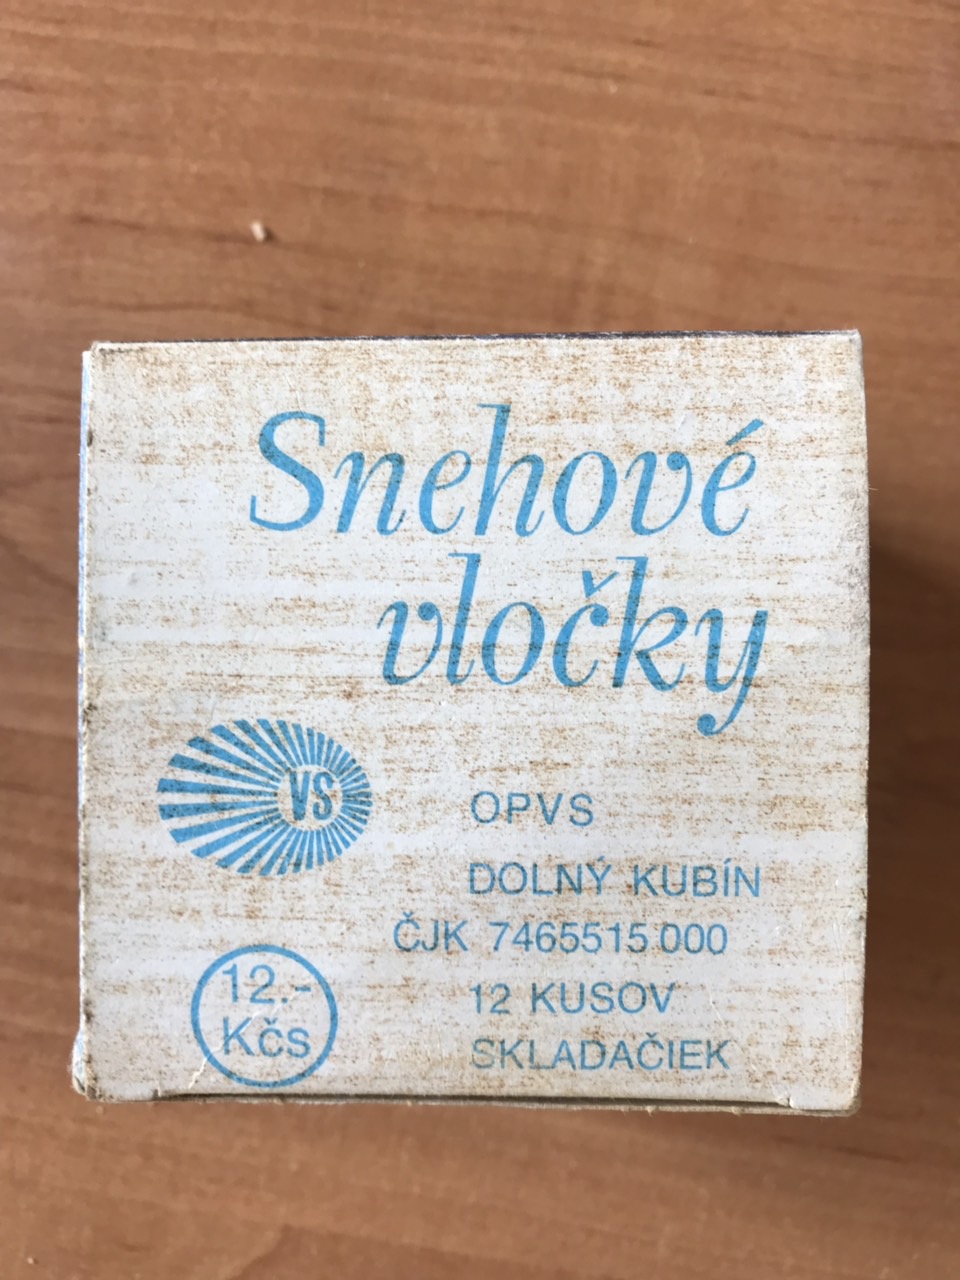 Snehové
vločky
VS
OPVS
DOLNÝ KUBÍN
ČJK 7465515 000
12 KUSOV
SKLADAČIEK
12.-
Kčs